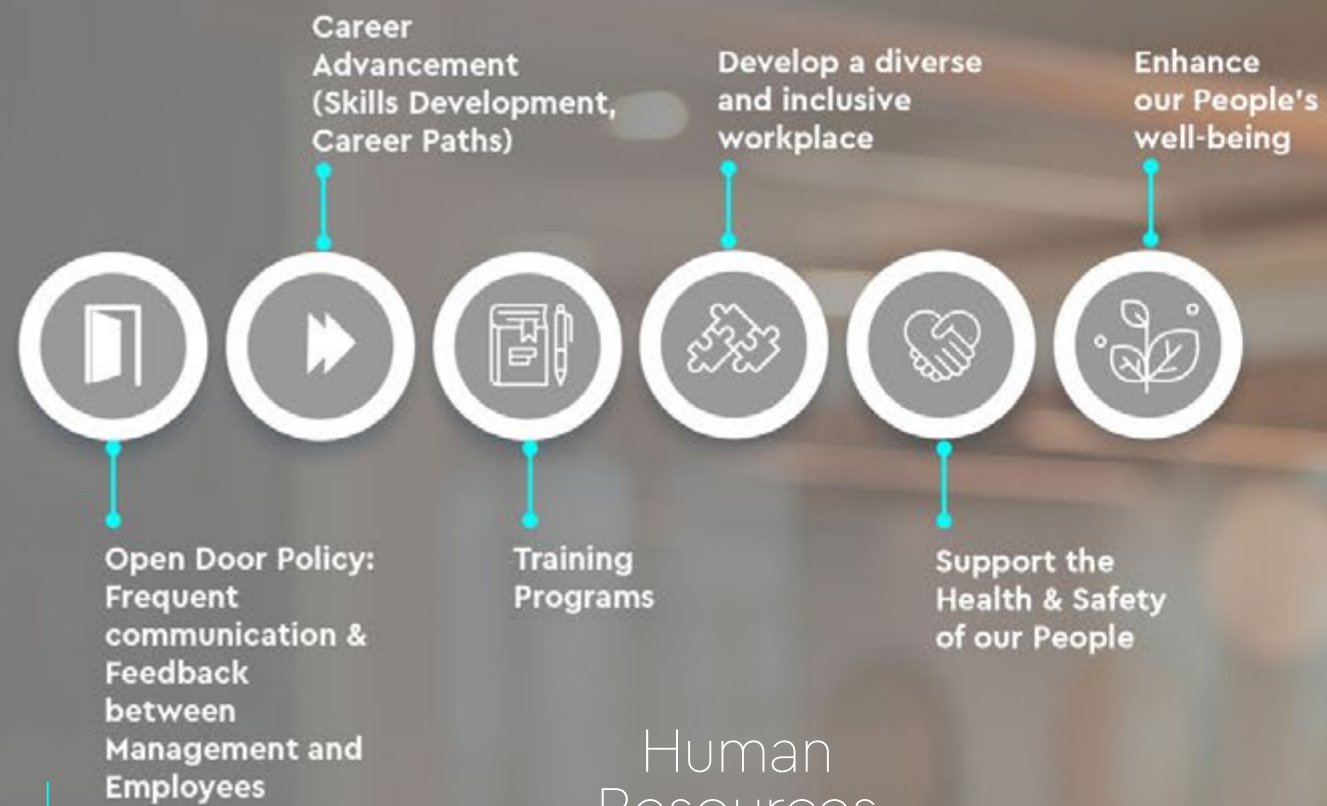 Career
Advancement
(Skills Development,
Career Paths)
Develop a diverse
and inclusive
workplace
Enhance
our People's
well-being
Open Door Policy:
Frequent
communication &
Feedback
between
Management and
Employees
Training
Programs
Support the
Health & Safety
of our People
Human
Resources